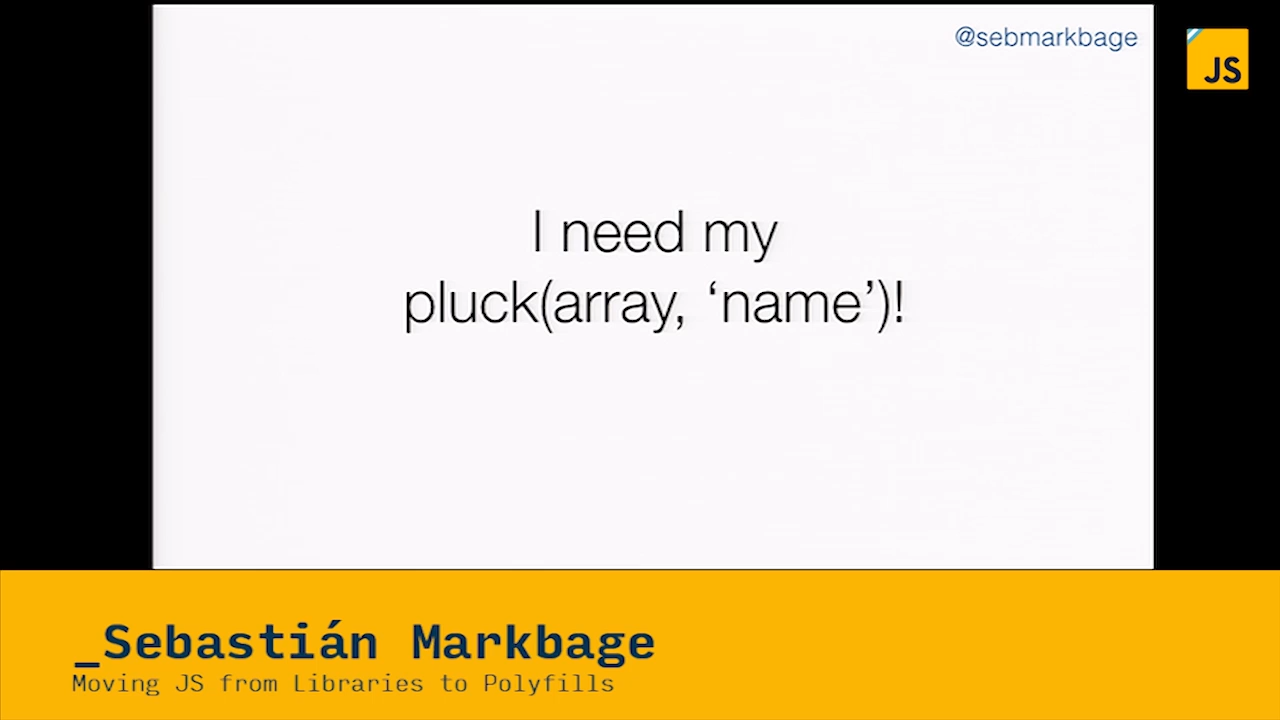 @sebmarkbage
JS
I need my
pluck(array, ‘name’)!
_Sebastián Markbage
Moving JS from Libraries to Polyfills